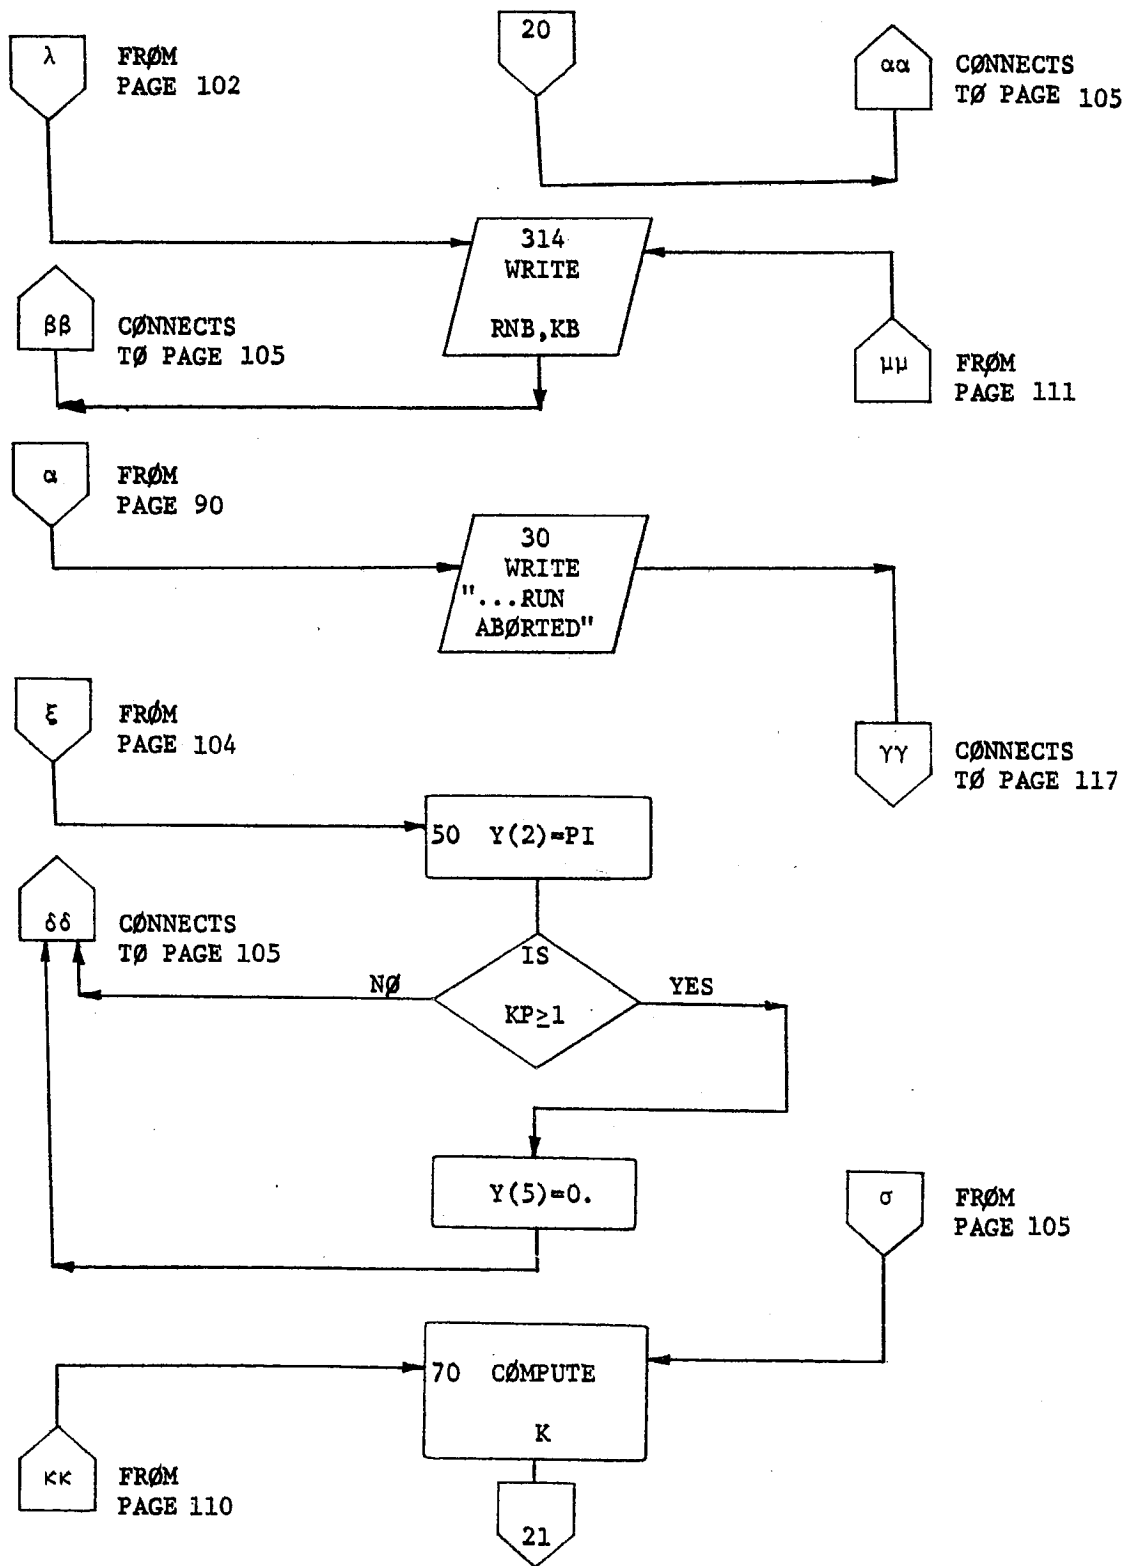 λ
FRØM
PAGE 102
20
αα
CØNNECTS
TØ PAGE 105
314
WRITE
RNB,KB
ββ
CØNNECTS
TØ PAGE 105
μμ
FRØM
PAGE 111
α
FRØM
PAGE 90
30
WRITE
"...RUN
ABØRTED"
ξ
FRØM
PAGE 104
γγ
CØNNECTS
TØ PAGE 117
50 Y(2)=PI
δδ
CØNNECTS
TØ PAGE 105
IS
KP≥1
NØ
YES
Y(5)=0.
σ
FRØM
PAGE 105
70 CØMPUTE
K
κκ
FRØM
PAGE 110
21